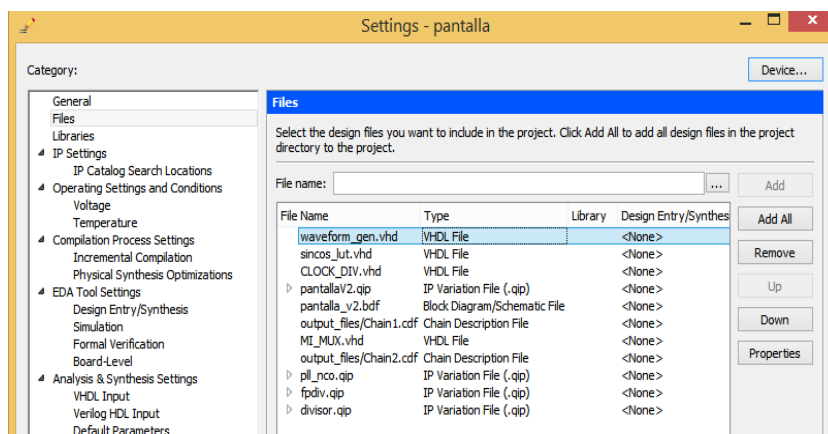 Settings - pantalla
Category:
Device...
General
Files
Libraries
IP Settings
IP Catalog Search Locations
Operating Settings and Conditions
Voltage
Temperature
Compilation Process Settings
Incremental Compilation
Physical Synthesis Optimizations
EDA Tool Settings
Design Entry/Synthesis
Simulation
Formal Verification
Board-Level
Analysis & Synthesis Settings
VHDL Input
Verilog HDL Input
Default Parameters
Files
Select the design files you want to include in the project. Click Add All to add all design files in the project
directory to the project.
File name: ... Add
File Name Type Library Design Entry/Synthes
waveform_gen.vhd VHDL File <None>
sincos_lut.vhd VHDL File <None>
CLOCK_DIV.vhd VHDL File <None>
pantallaV2.qip IP Variation File (.qip) <None>
pantalla_v2.bdf Block Diagram/Schematic File <None>
output_files/Chain1.cdf Chain Description File <None>
MI_MUX.vhd VHDL File <None>
output_files/Chain2.cdf Chain Description File <None>
pll_nco.qip IP Variation File (.qip) <None>
fpdiv.qip IP Variation File (.qip) <None>
divisor.qip IP Variation File (.qip) <None>
Add All
Remove
Up
Down
Properties